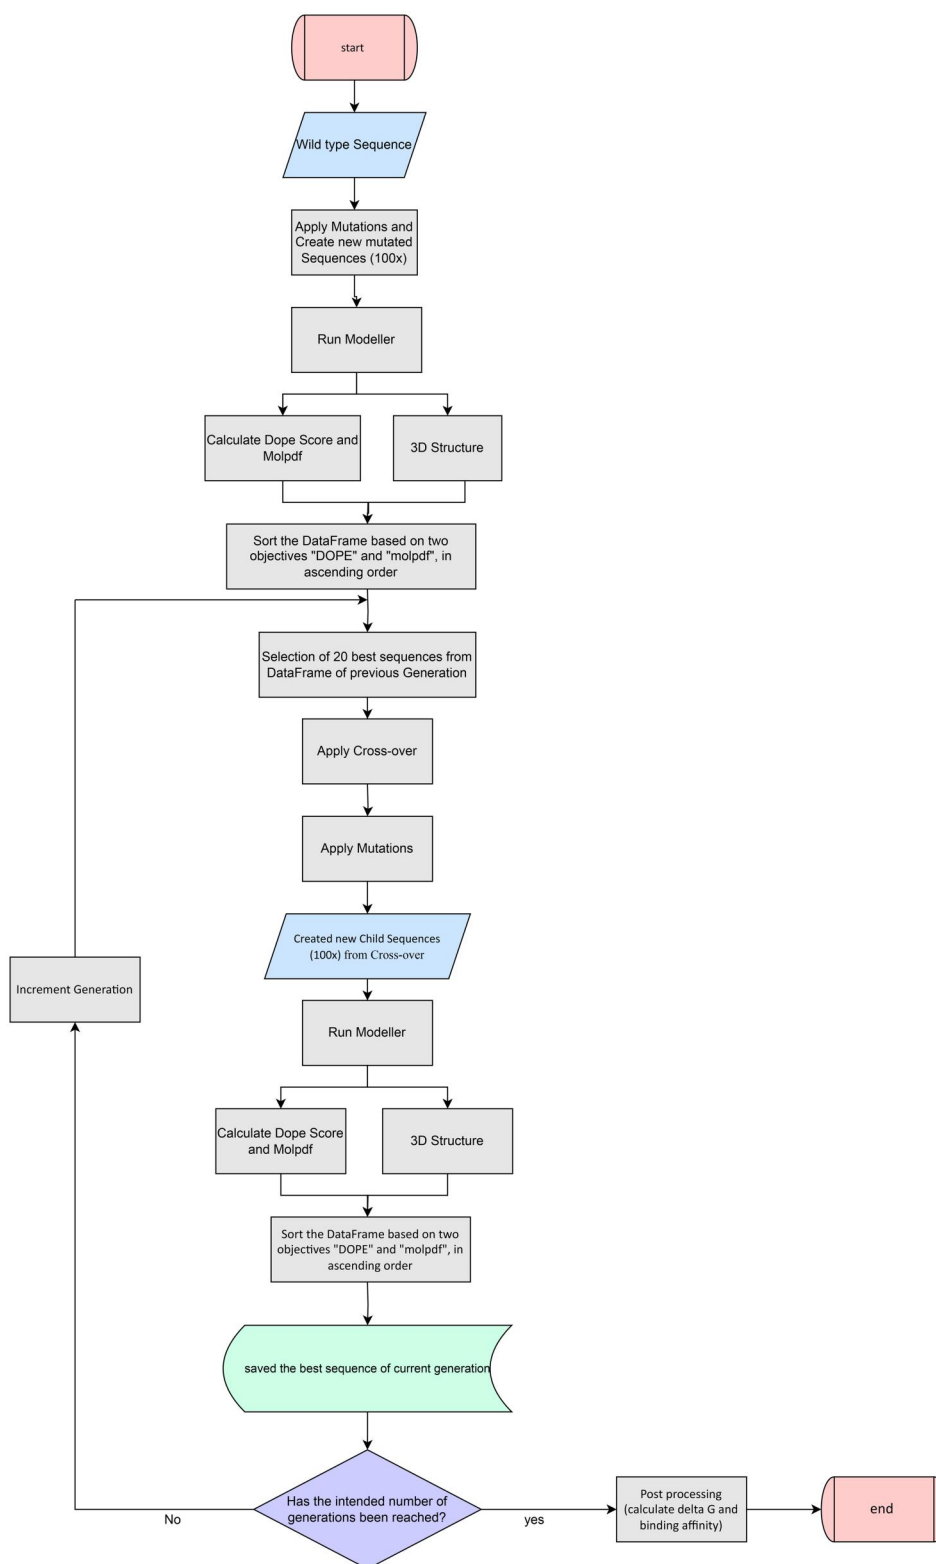 start
Wild type Sequence
Apply Mutations and
Create new mutated
Sequences (100x)
Run Modeller
Calculate Dope Score and
Molpdf
3D Structure
Sort the DataFrame based on two
objectives "DOPE" and "molpdf", in
ascending order
Selection of 20 best sequences from
DataFrame of previous Generation
Apply Cross-over
Apply Mutations
Created new Child Sequences
(100x) from Cross-over
Increment Generation
Run Modeller
Calculate Dope Score
and Molpdf
3D Structure
Sort the DataFrame based on two
objectives "DOPE" and "molpdf", in
ascending order
saved the best sequence of current generation
Has the intended number of
generations been reached?
No
yes
Post processing
(calculate delta G and
binding affinity)
end